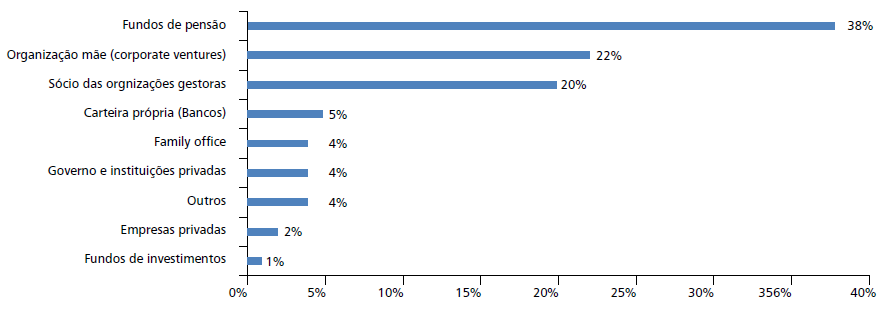 Fundos de pensão 38%
Organização mãe (corporate ventures) 22%
Sócio das orgnizações gestoras 20%
Carteira própria (Bancos) 5%
Family office 4%
Governo e instituições privadas 4%
Outros 4%
Empresas privadas 2%
Fundos de investimentos 1%
0% 5% 10% 15% 20% 25% 30% 356% 40%